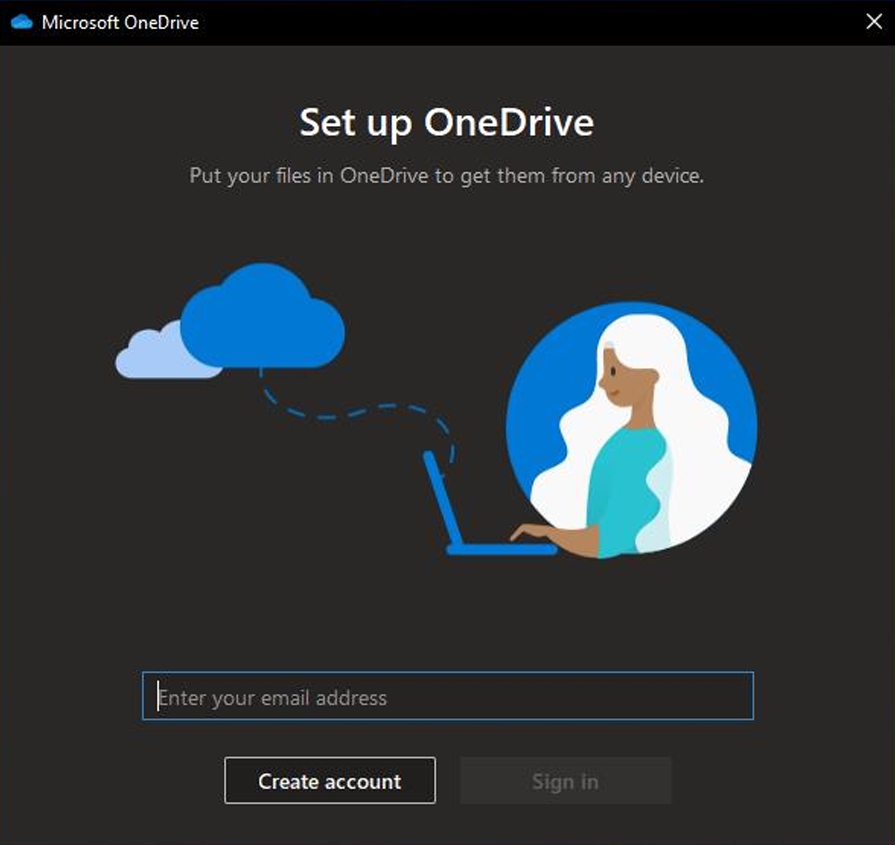 Microsoft OneDrive
Set up OneDrive
Put your files in OneDrive to get them from any device.
Enter your email address
Create account
Sign in